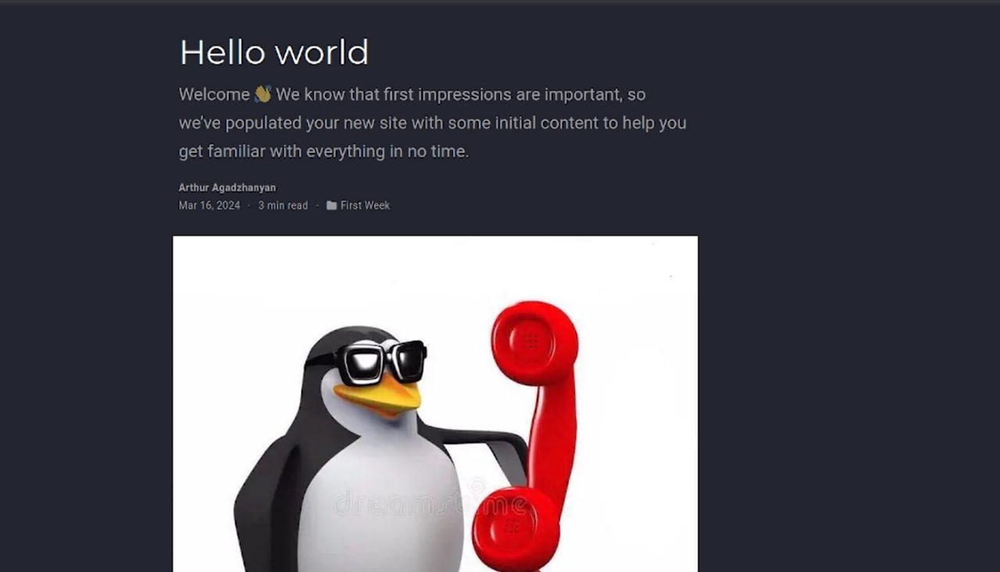 Hello world
Welcome 👋 We know that first impressions are important, so
we've populated your new site with some initial content to help you
get familiar with everything in no time.
Arthur Agadzhanyan
Mar 16, 2024 · 3 min read · First Week
dreamstime